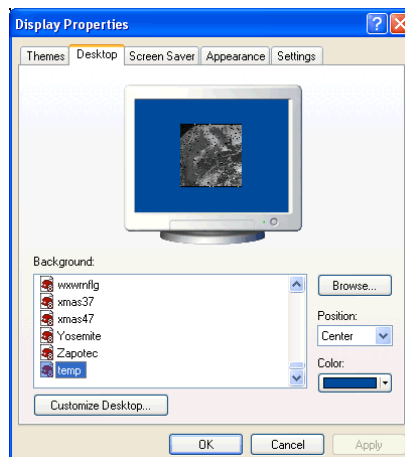 Display Properties
Themes Desktop Screen Saver Appearance Settings
Background:
wxwrnflg
xmas37
xmas47
Yosemite
Zapotec
temp
Browse...
Position:
Center
Color:
Customize Desktop...
OK Cancel Apply